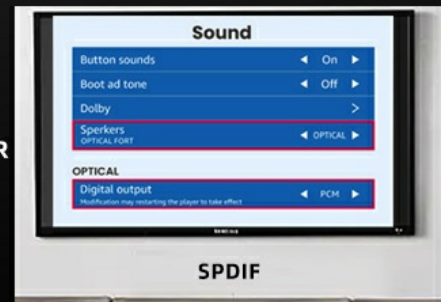 Sound
Button sounds On
Boot ad tone Off
Dolby
Sperkers OPTICAL
OPTICAL FORT
OPTICAL
Digital output PCM
Modification may restarting the player to take effect
R
SPDIF